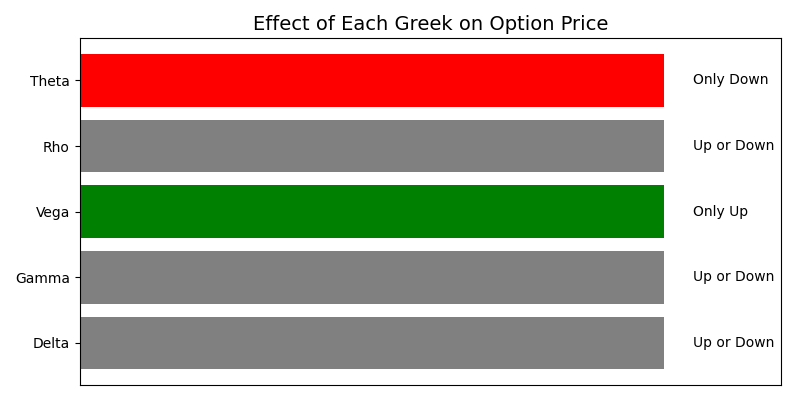 Effect of Each Greek on Option Price
Theta Only Down
Rho Up or Down
Vega Only Up
Gamma Up or Down
Delta Up or Down